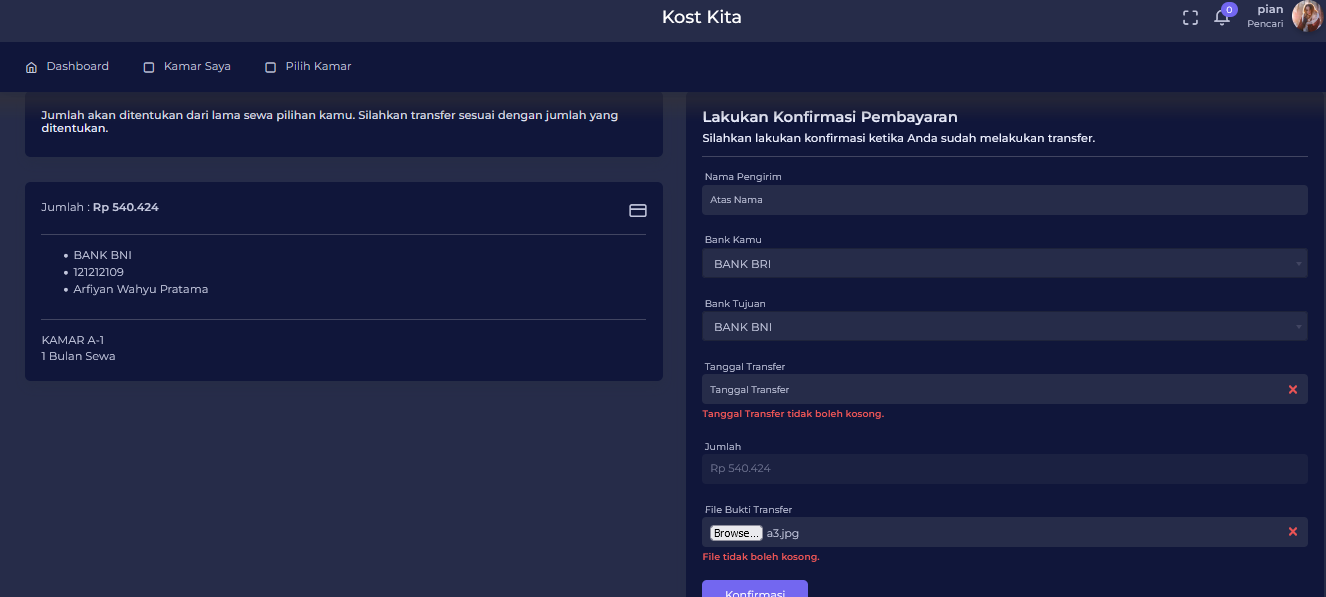 Kost Kita
0
pian
Pencari
Dashboard
Kamar Saya
Pilih Kamar
Jumlah akan ditentukan dari lama sewa pilihan kamu. Silahkan transfer sesuai dengan jumlah yang
ditentukan.
Jumlah : Rp 540.424
BANK BNI
121212109
Arfiyan Wahyu Pratama
KAMAR A-1
1 Bulan Sewa
Lakukan Konfirmasi Pembayaran
Silahkan lakukan konfirmasi ketika Anda sudah melakukan transfer.
Nama Pengirim
Atas Nama
Bank Kamu
BANK BRI
Bank Tujuan
BANK BNI
Tanggal Transfer
Tanggal Transfer
Tanggal Transfer tidak boleh kosong.
Jumlah
Rp 540.424
File Bukti Transfer
Browse... a3.jpg
File tidak boleh kosong.
Konfirmasi